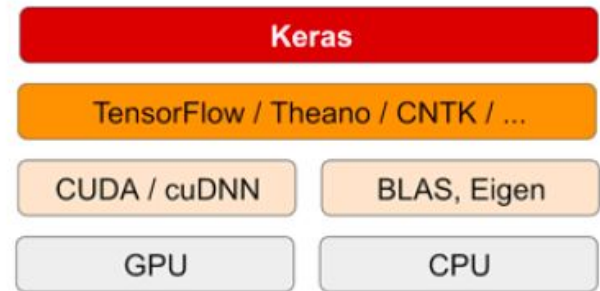 Keras
TensorFlow / Theano / CNTK / ...
CUDA / cuDNN
BLAS, Eigen
GPU
CPU